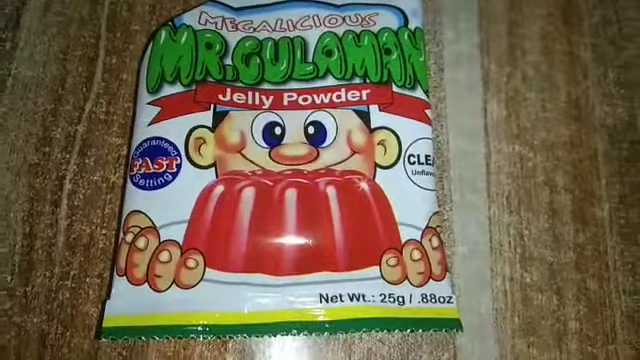 MEGALICIOUS
MR. GULAMAN
Jelly Powder
Guaranteed
FAST
Setting
Net Wt.: 25g / .88oz